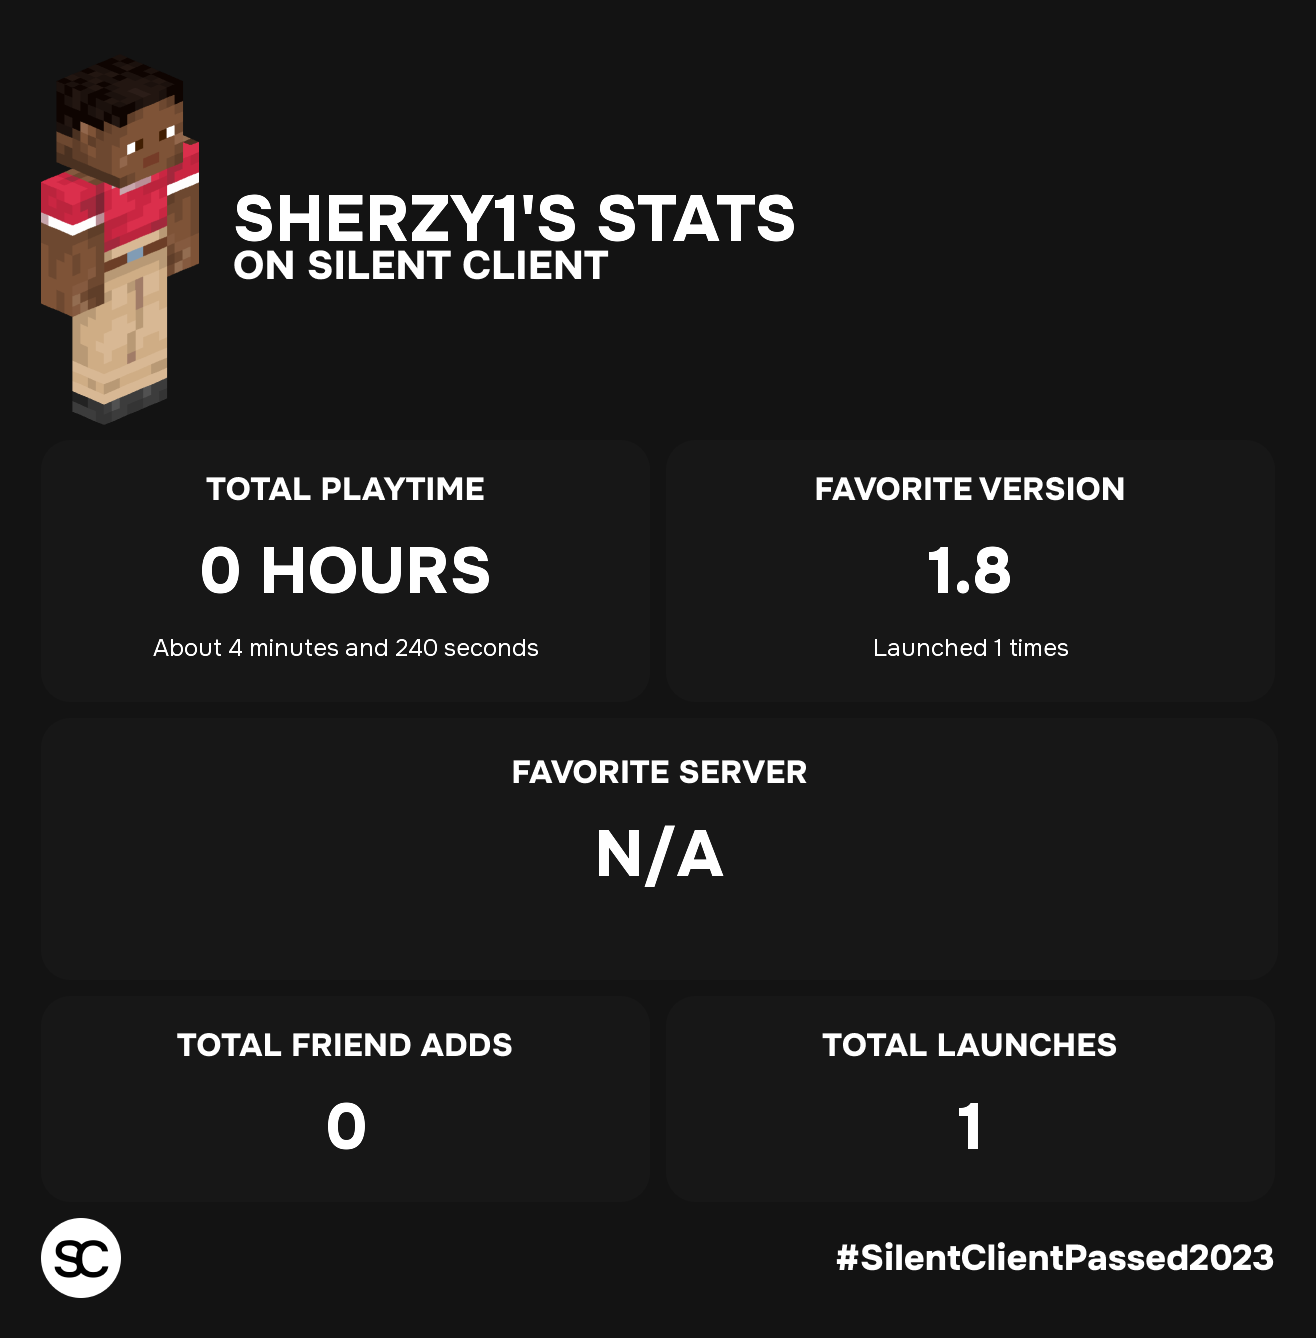 SHERZY1'S STATS
ON SILENT CLIENT
TOTAL PLAYTIME
0 HOURS
About 4 minutes and 240 seconds
FAVORITE VERSION
1.8
Launched 1 times
FAVORITE SERVER
N/A
TOTAL FRIEND ADDS
0
TOTAL LAUNCHES
1
SC
#SilentClientPassed2023